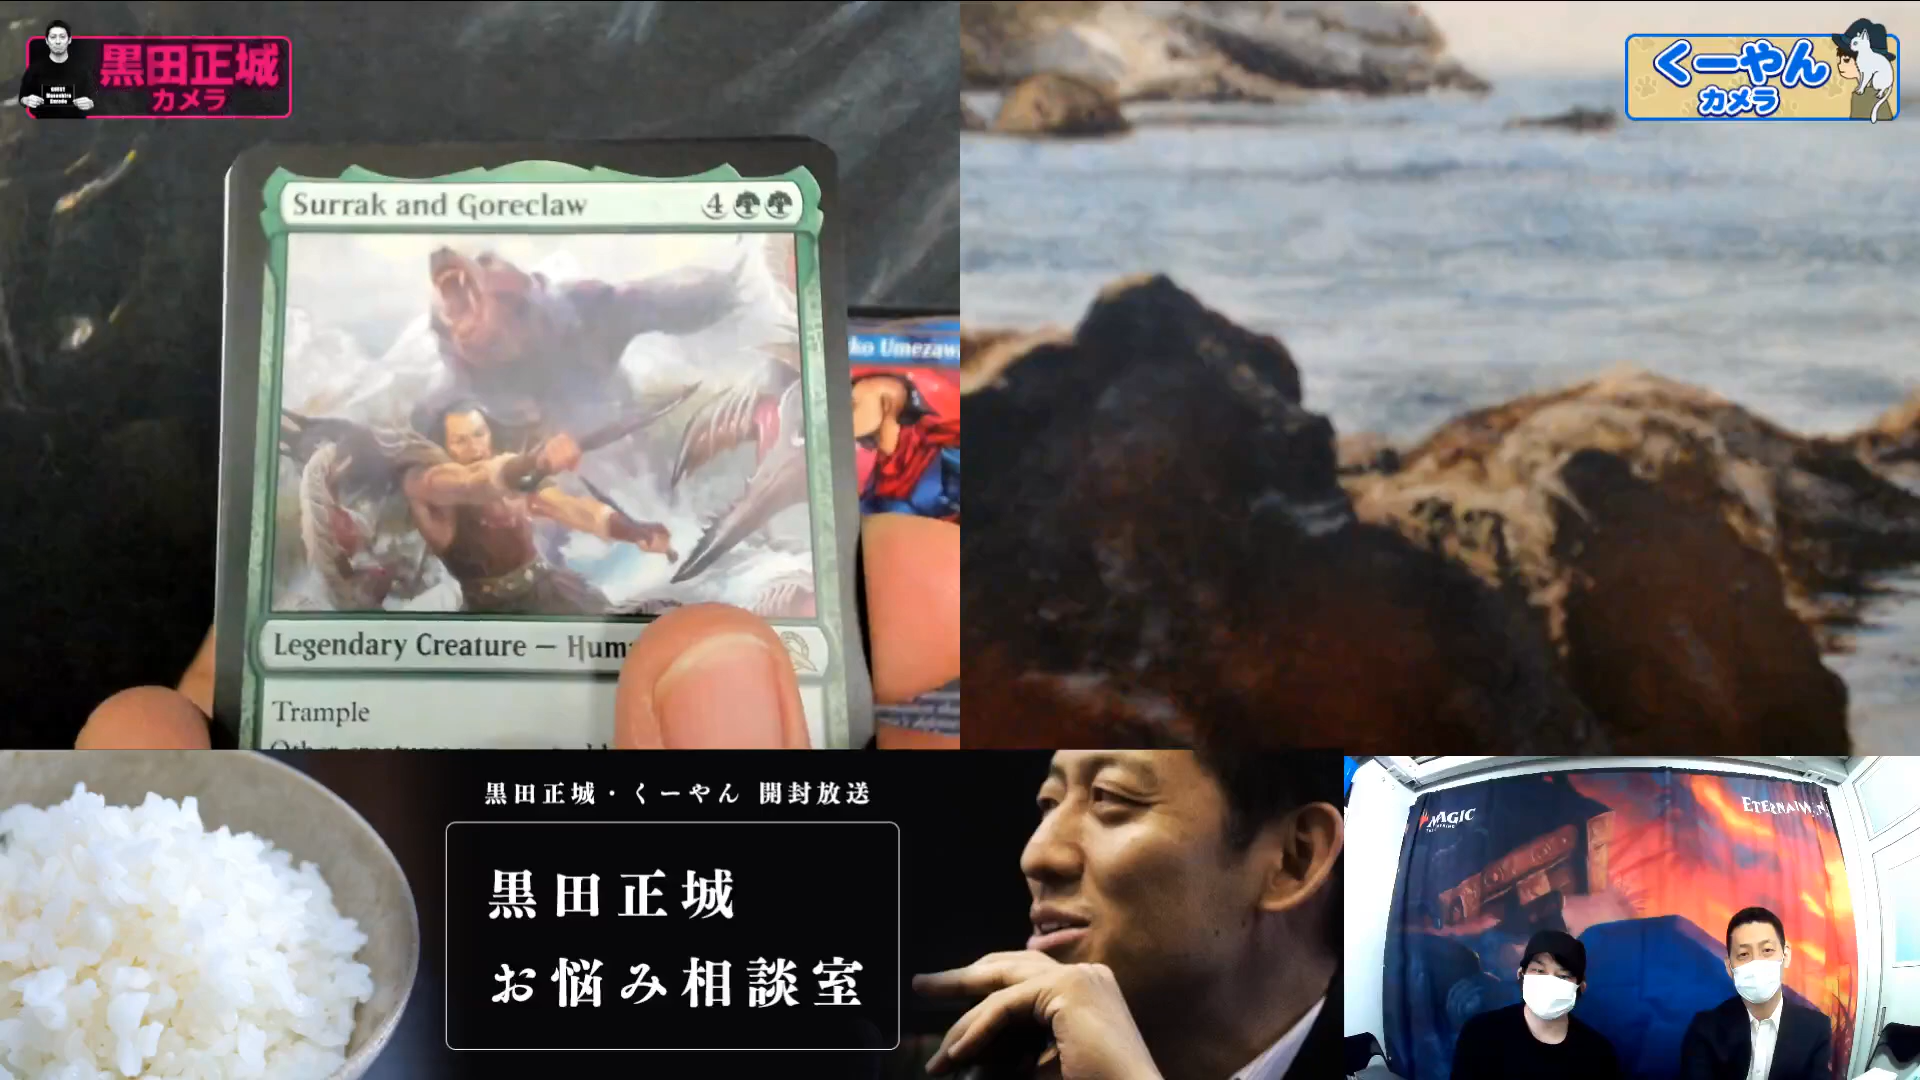 黒田正城
カメラ
くーやん
カメラ
Surrak and Goreclaw
4
ko Umezaw
Legendary Creature — Hum
Trample
黒田正城・くーやん 開封放送
黒田正城
お悩み相談室
MAGIC